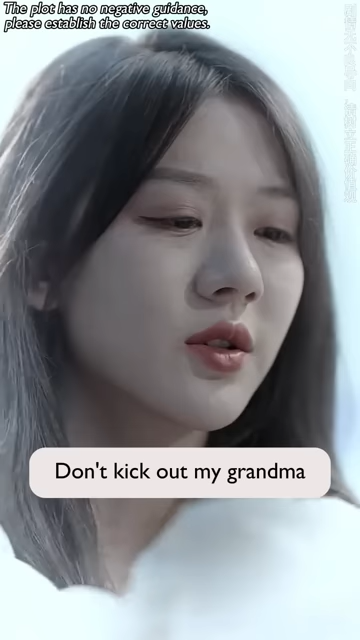 The plot has no negative guidance,
please establish the correct values.
Don't kick out my grandma